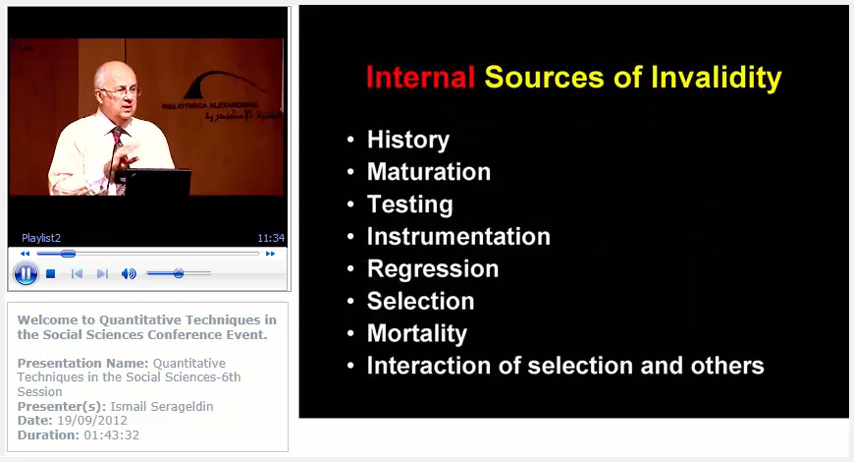 BIBLIOTHECA ALEXANDRINA
Playlist2
11:34
Welcome to Quantitative Techniques in
the Social Sciences Conference Event.
Presentation Name: Quantitative
Techniques in the Social Sciences-6th
Session
Presenter(s): Ismail Serageldin
Date: 19/09/2012
Duration: 01:43:32
Internal Sources of Invalidity
• History
• Maturation
• Testing
• Instrumentation
• Regression
• Selection
• Mortality
• Interaction of selection and others